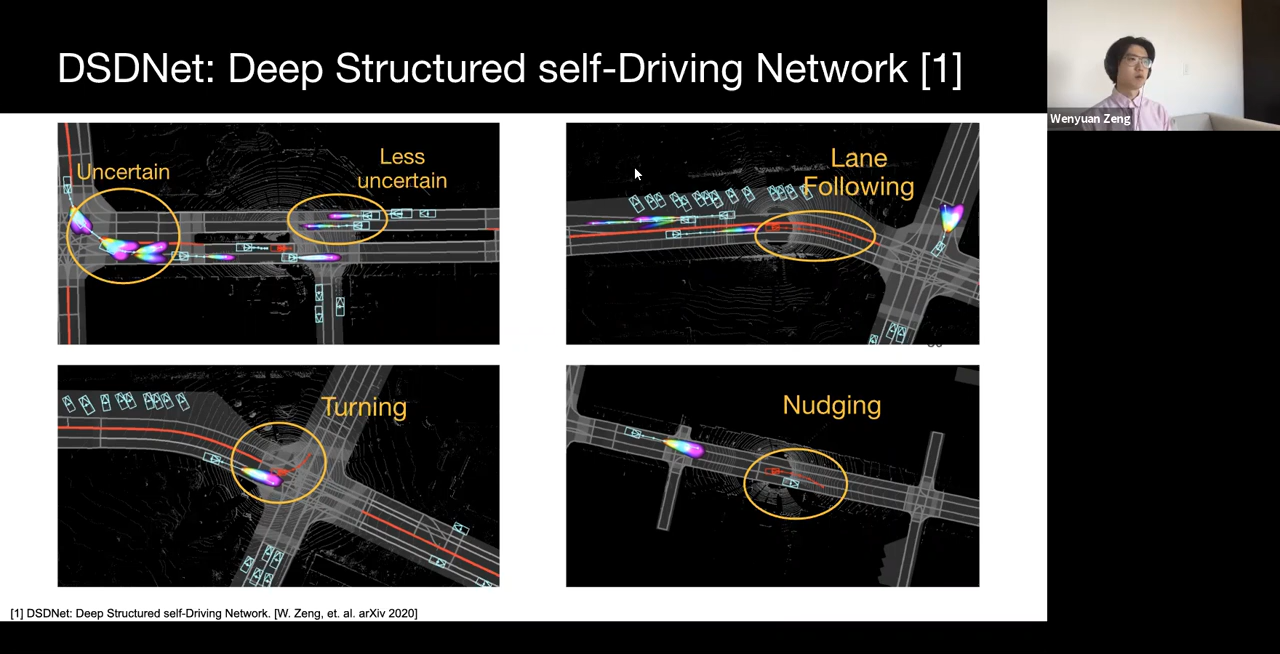 DSDNet: Deep Structured self-Driving Network [1]
Wenyuan Zeng
Uncertain
Less
uncertain
Lane
Following
Turning
Nudging
[1] DSDNet: Deep Structured self-Driving Network. [W. Zeng, et. al. arXiv 2020]